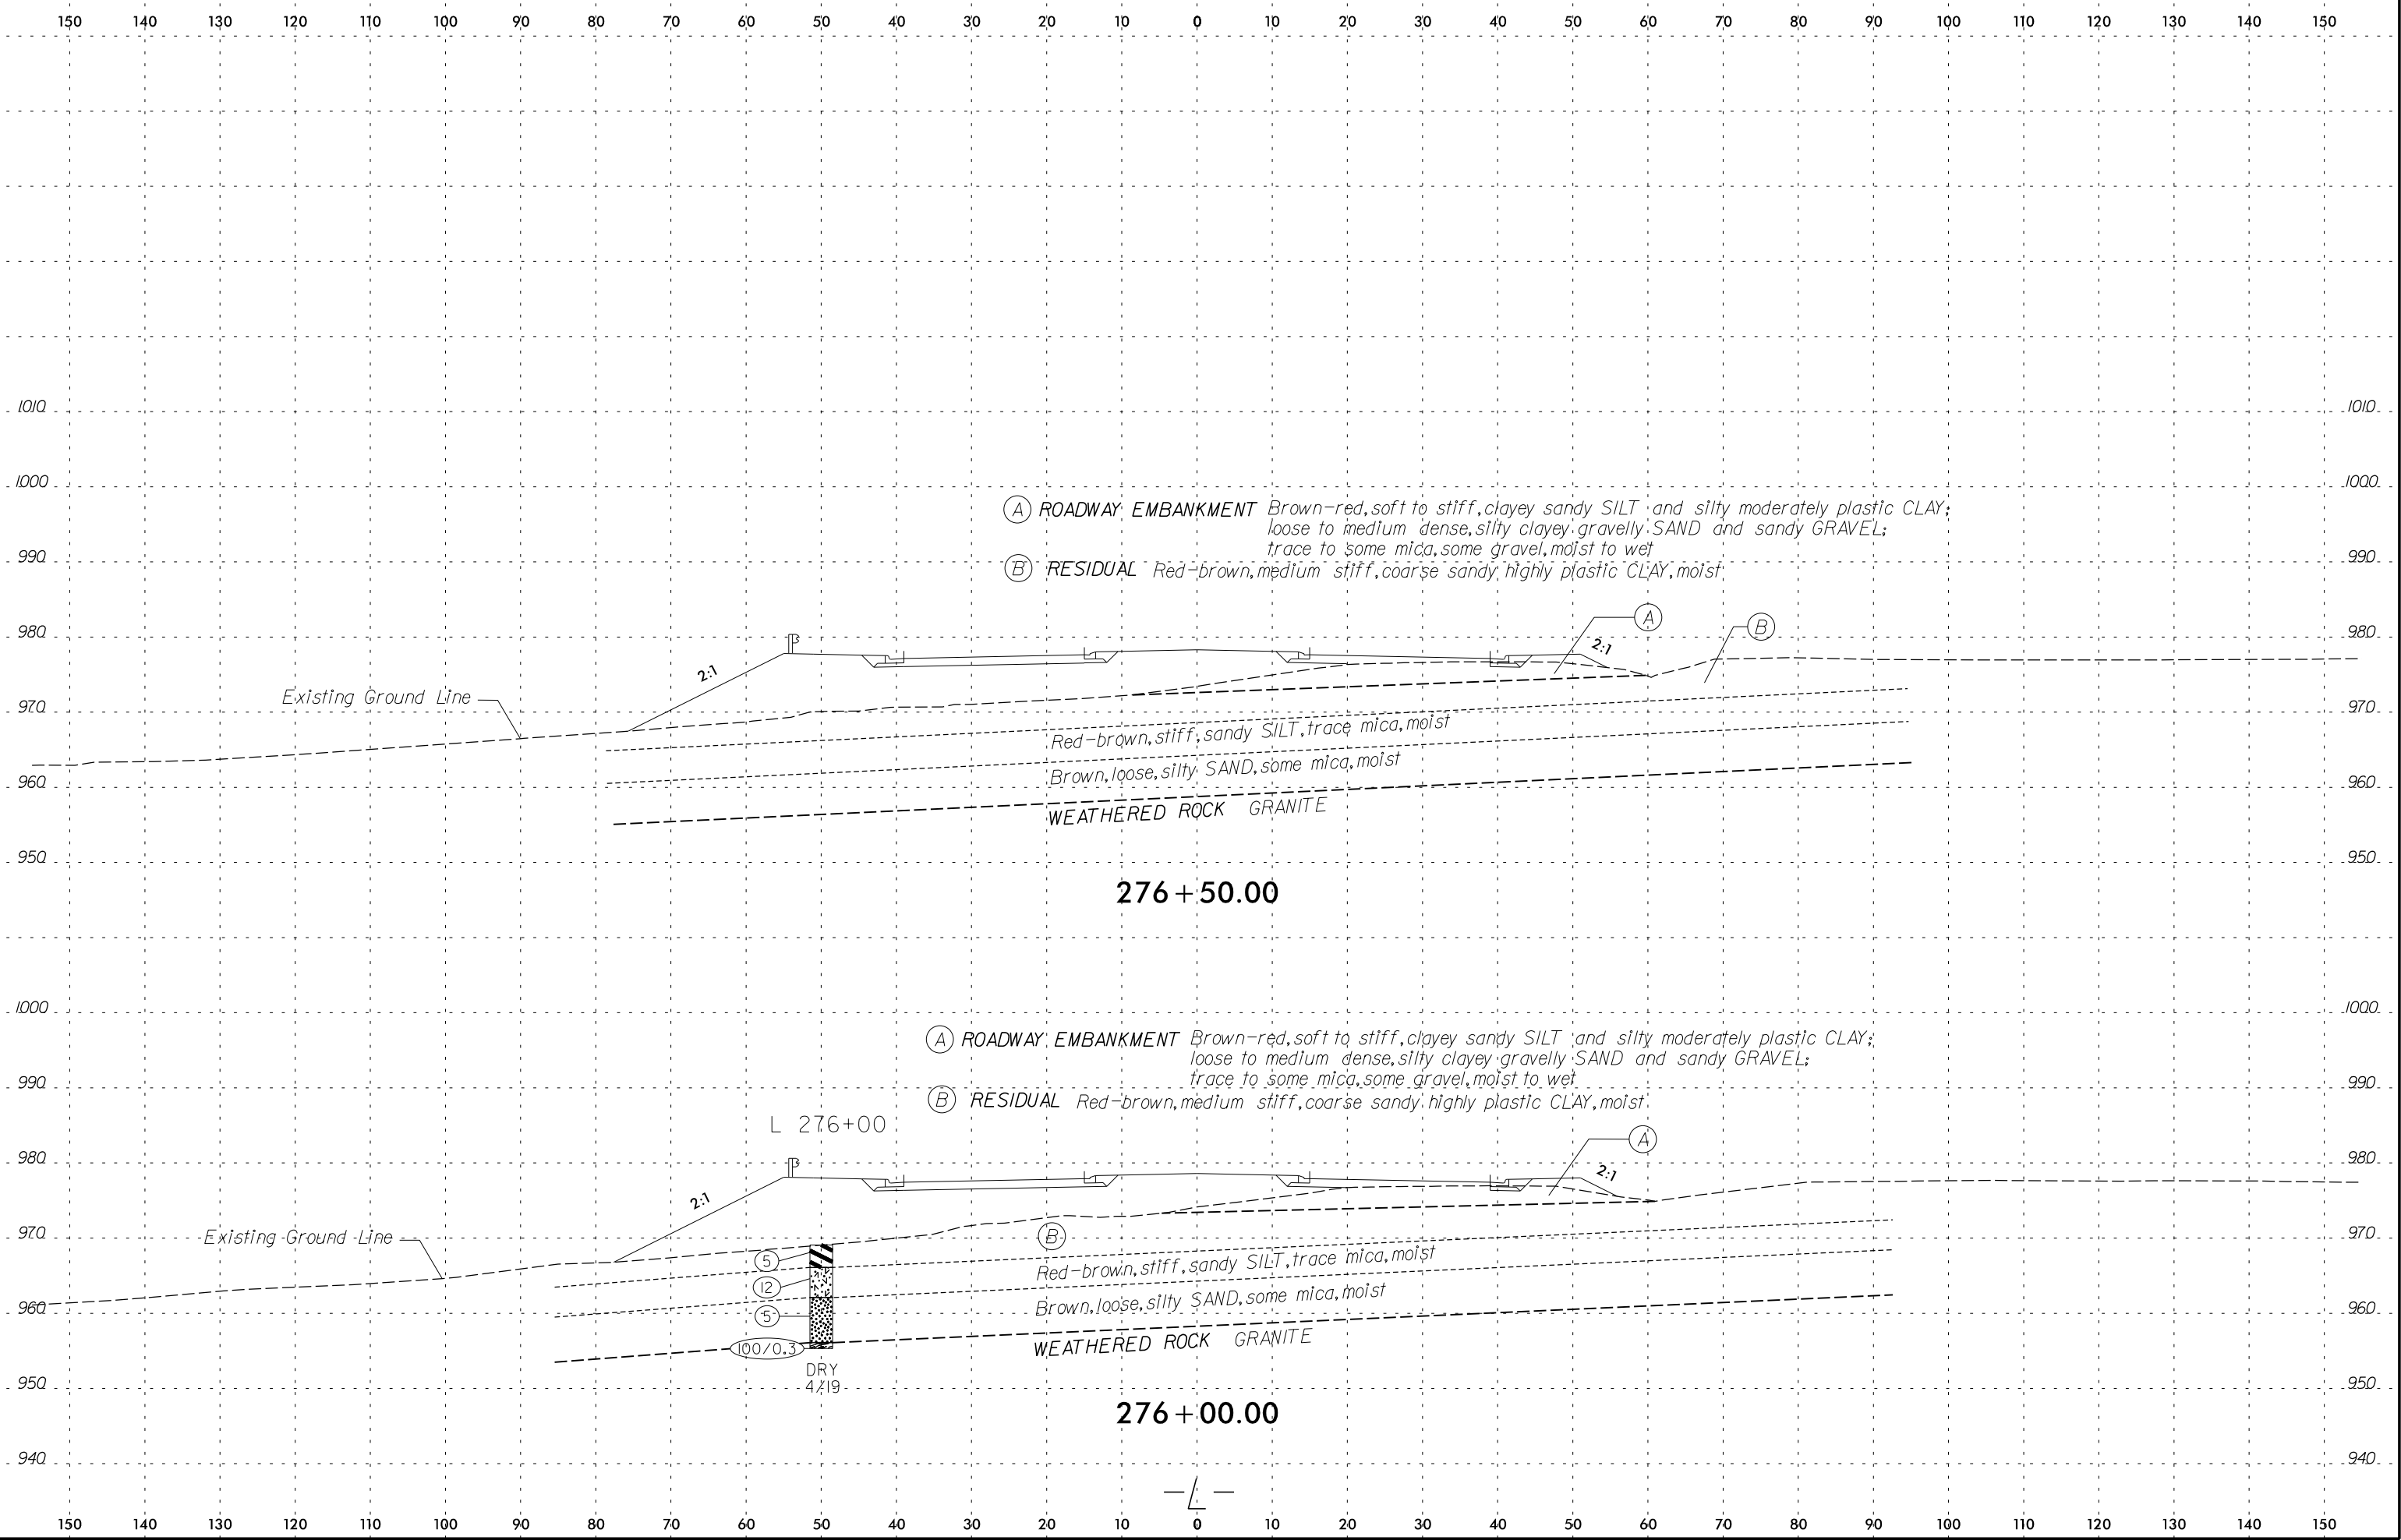 150 140 130 120 110 100 90 80 70 60 50 40 30 20 10 0 10 20 30 40 50 60 70 80 90 100 110 120 130 140 150
1010 1010
1000 1000
A ROADWAY EMBANKMENT Brown-red, soft to stiff, clayey sandy SILT and silty moderately plastic CLAY;
loose to medium dense, silty clayey gravelly SAND and sandy GRAVEL;
trace to some mica, some gravel, moist to wet
990 990
B RESIDUAL Red-brown, medium stiff, coarse sandy highly plastic CLAY, moist
A
B
980 980
2:1
2:1
Existing Ground Line
970 970
Red-brown, stiff, sandy SILT, trace mica, moist
Brown, loose, silty SAND, some mica, moist
960 960
WEATHERED ROCK GRANITE
950 950
276+50.00
1000 1000
A ROADWAY EMBANKMENT Brown-red, soft to stiff, clayey sandy SILT and silty moderately plastic CLAY;
loose to medium dense, silty clayey gravelly SAND and sandy GRAVEL;
trace to some mica, some gravel, moist to wet
990 990
B RESIDUAL Red-brown, medium stiff, coarse sandy highly plastic CLAY, moist
L 276+00
A
980 980
2:1
2:1
970 970
Existing Ground Line
B
5
Red-brown, stiff, sandy SILT, trace mica, moist
12
Brown, loose, silty SAND, some mica, moist
960 960
5
WEATHERED ROCK GRANITE
100/0.3
DRY
4/19
950 950
276+00.00
940 940
-L-
150 140 130 120 110 100 90 80 70 60 50 40 30 20 10 0 10 20 30 40 50 60 70 80 90 100 110 120 130 140 150